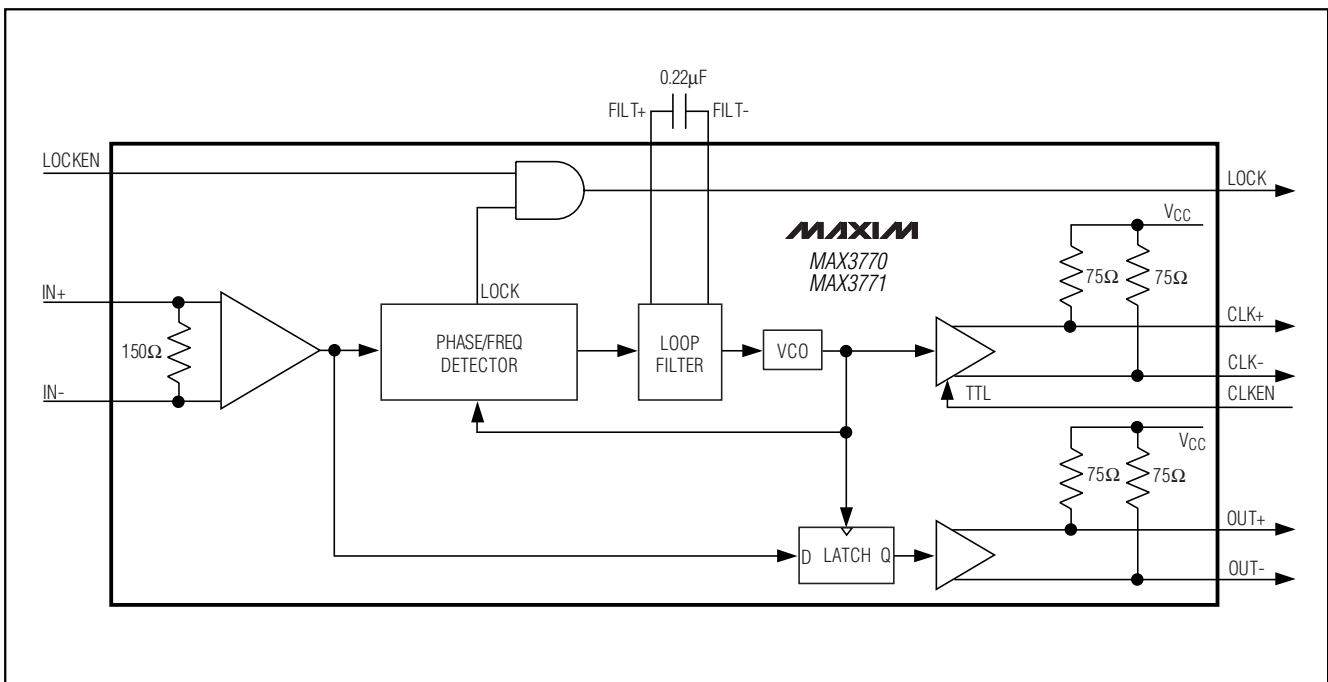 0.22μF
FILT+ FILT-
LOCKEN
LOCK
VCC
MAXIM
MAX3770
MAX3771
75Ω 75Ω
IN+
LOCK
150Ω
PHASE/FREQ
DETECTOR
LOOP
FILTER
VCO
CLK+
IN-
CLK-
TTL
CLKEN
VCC
75Ω 75Ω
OUT+
D LATCH Q
OUT-